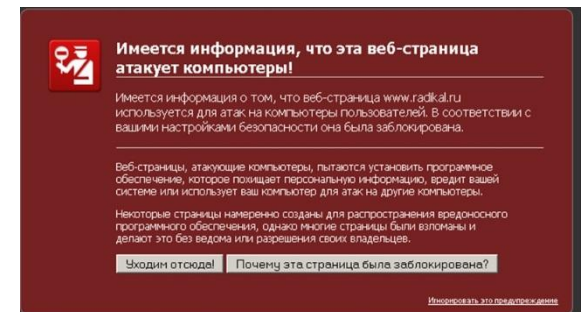 Имеется информация, что эта веб-страница
атакует компьютеры!
Имеется информация о том, что веб-страница www.radikal.ru
используется для атак на компьютеры пользователей. В соответствии с
вашими настройками безопасности она была заблокирована.
Веб-страницы, атакующие компьютеры, пытаются установить программное
обеспечение, которое похищает персональную информацию, вредит вашей
системе или использует ваш компьютер для атак на другие компьютеры.
Некоторые страницы намеренно созданы для распространения вредоносного
программного обеспечения, однако многие страницы были взломаны и
делают это без ведома или разрешения своих владельцев.
Уходим отсюда! Почему эта страница была заблокирована?
Игнорировать это предупреждение